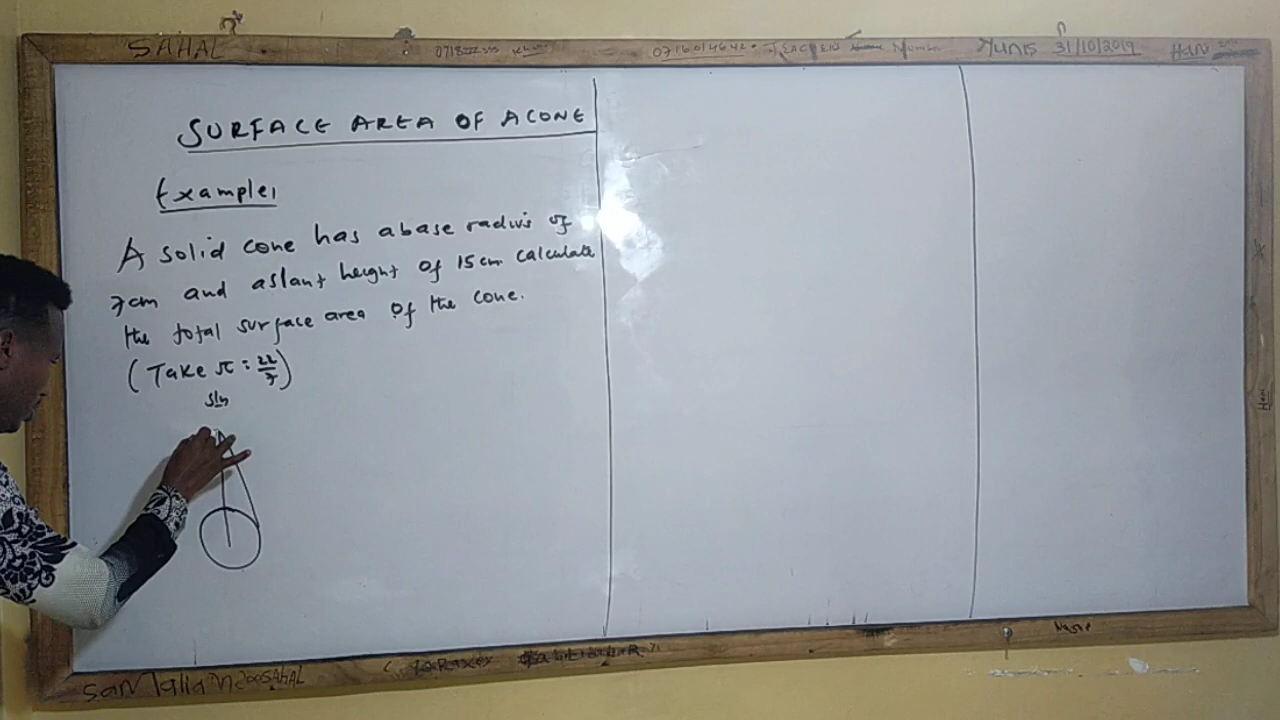 SAHAL
YUNIS 31/10/2019 Hani
SURFACE AREA OF A CONE
Example1
A solid cone has a base radius of
7cm and a slant height of 15cm calculate
the total surface area of the cone.
(Take π = 22/7)
Sln